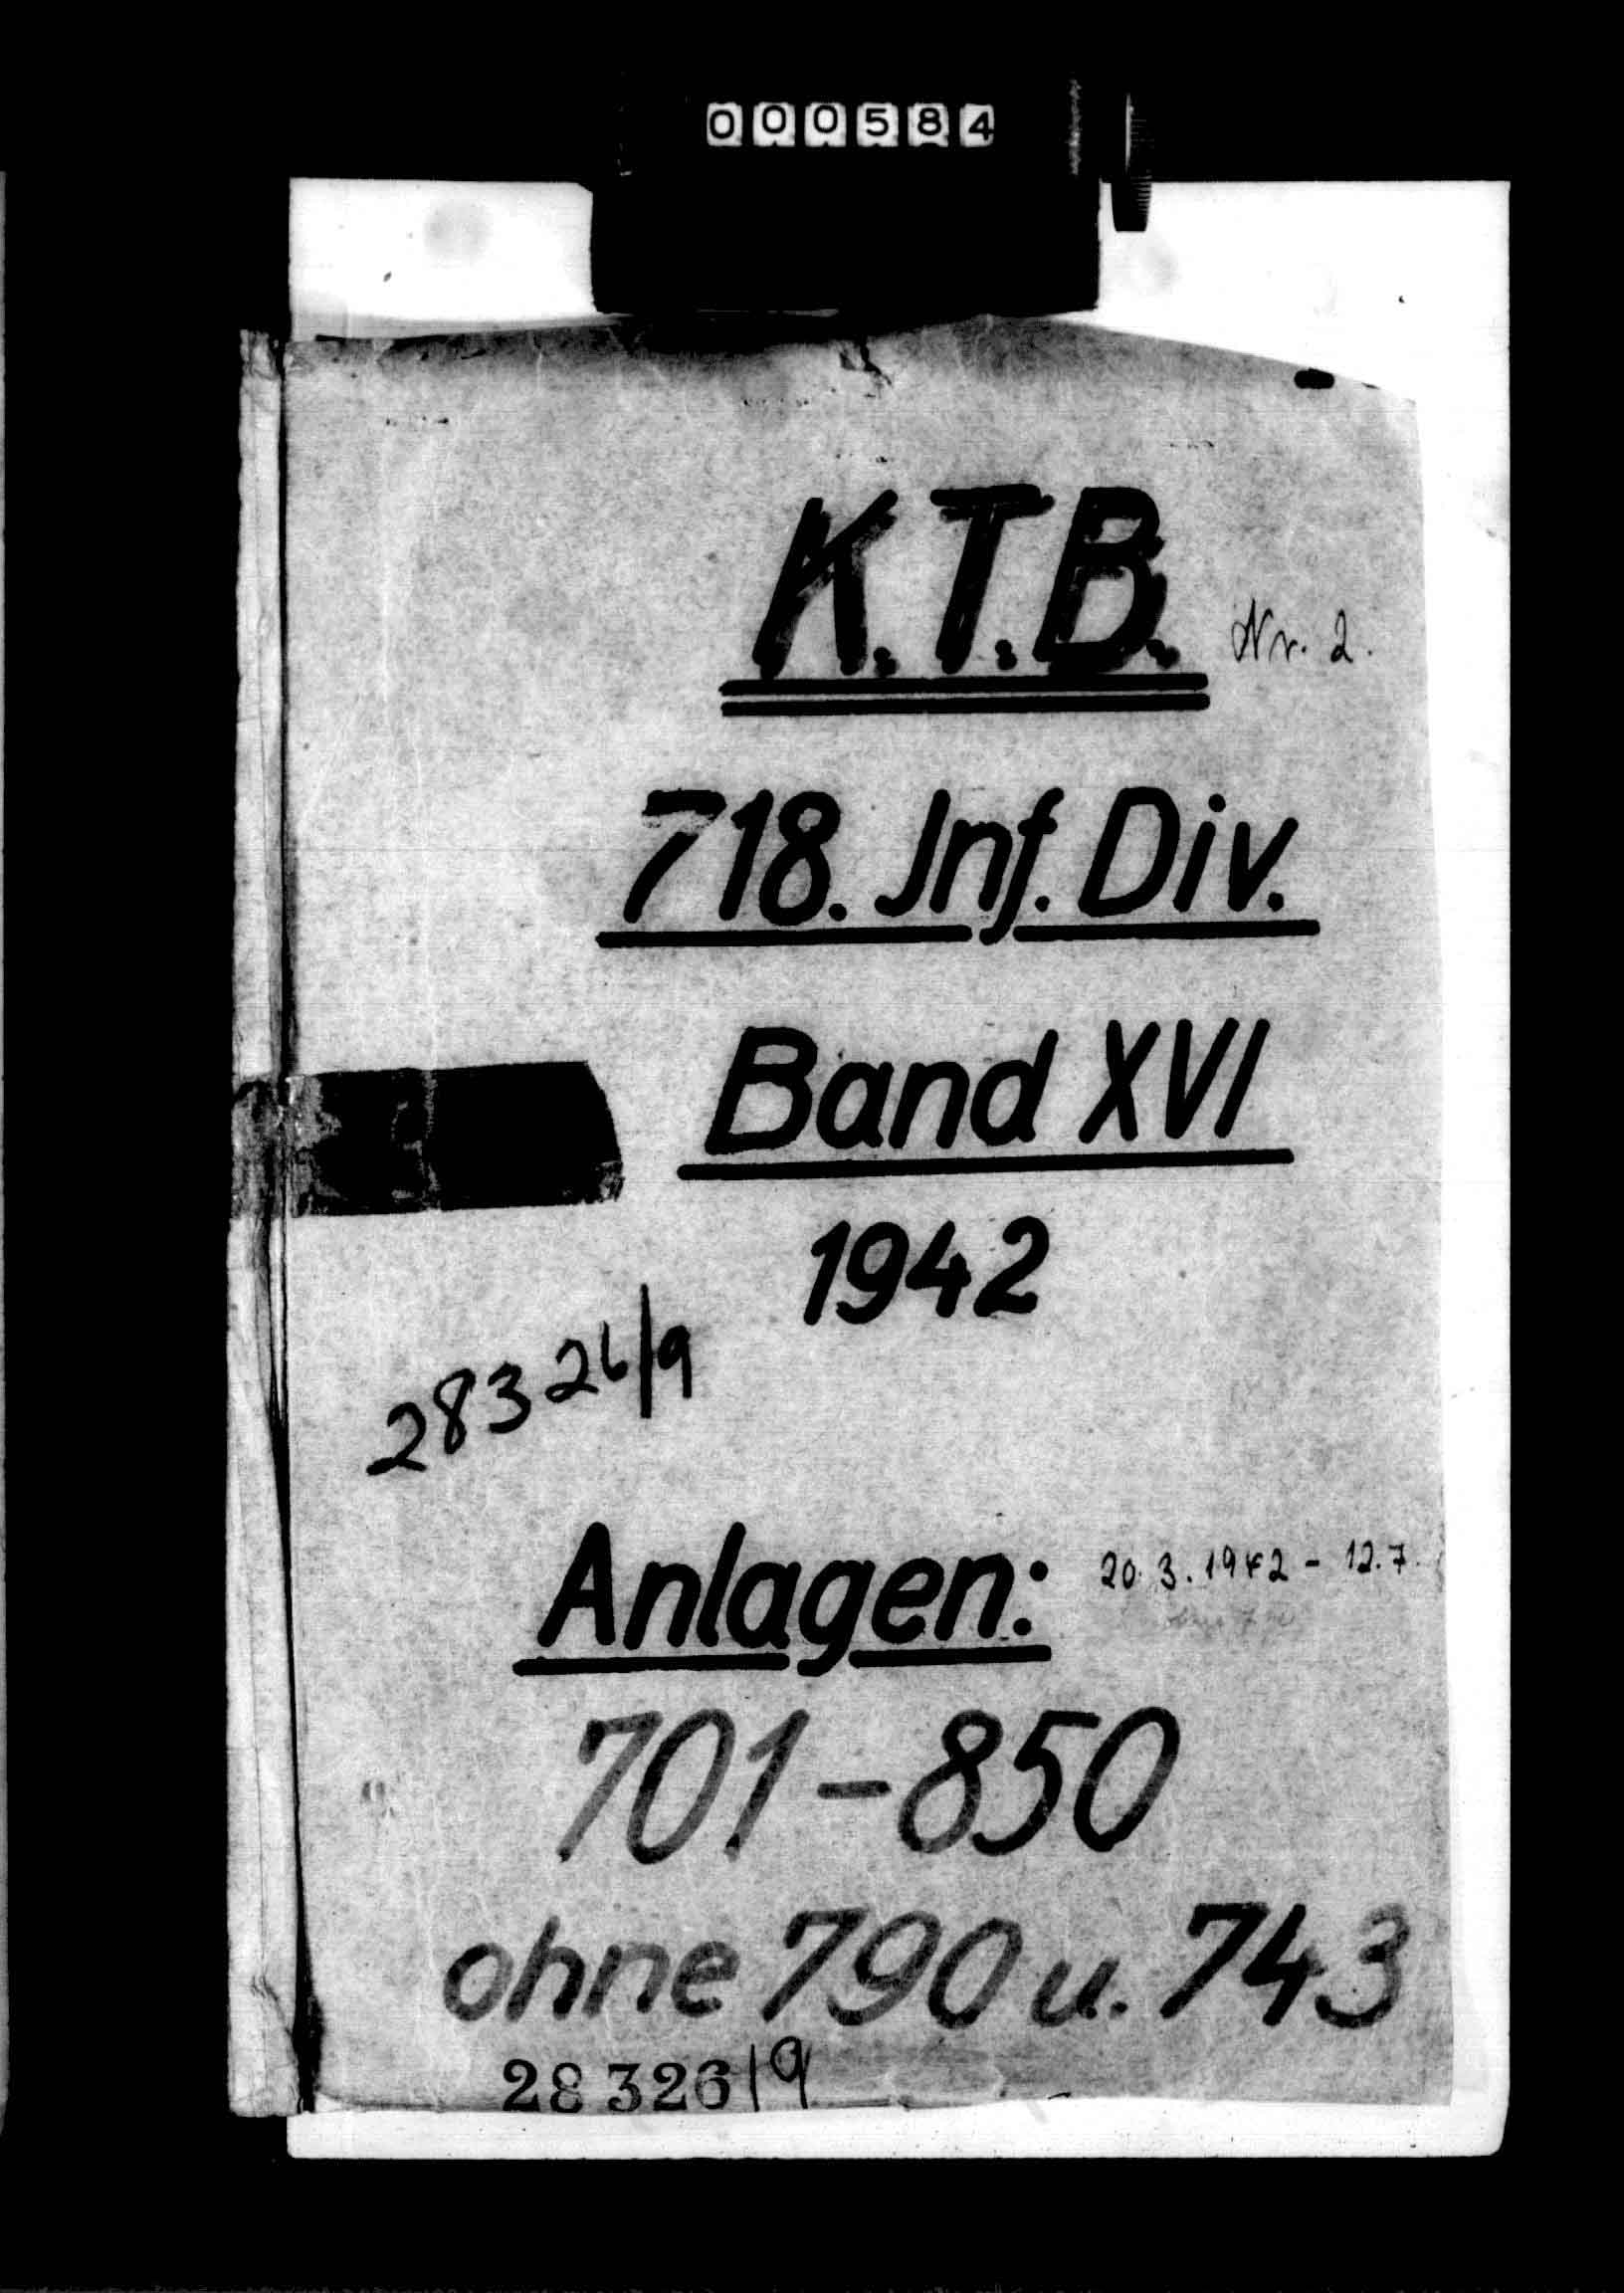 000584
K.T.B. Nr. 2.
718. Jnf. Div.
Band XVI
1942
28326/9
Anlagen: 20.3.1942 - 12.7.
701-850
ohne 790 u. 743
28326/9